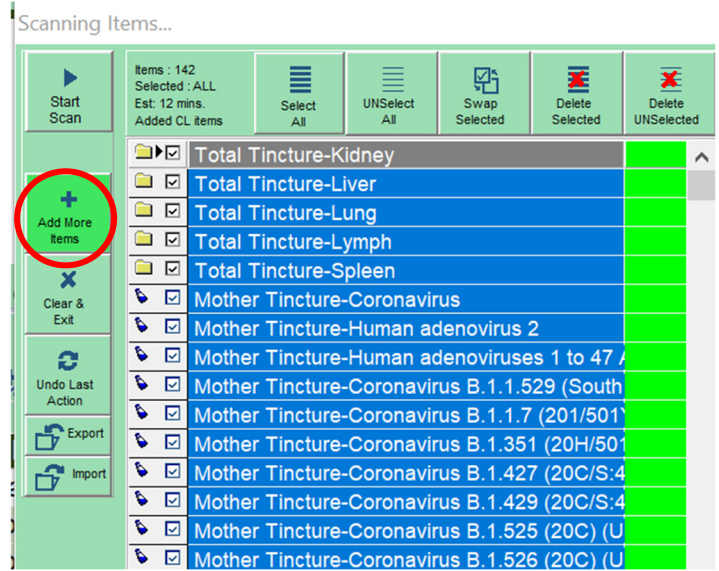 Scanning Items...
Start
Scan
Items : 142
Selected : ALL
Est: 12 mins.
Added CL items
Select
All
UNSelect
All
Swap
Selected
Delete
Selected
Delete
UNSelected
Add More
Items
Clear &
Exit
Undo Last
Action
Export
Import
Total Tincture-Kidney
Total Tincture-Liver
Total Tincture-Lung
Total Tincture-Lymph
Total Tincture-Spleen
Mother Tincture-Coronavirus
Mother Tincture-Human adenovirus 2
Mother Tincture-Human adenoviruses 1 to 47
Mother Tincture-Coronavirus B.1.1.529 (South
Mother Tincture-Coronavirus B.1.1.7 (201/501
Mother Tincture-Coronavirus B.1.351 (20H/501
Mother Tincture-Coronavirus B.1.427 (20C/S:4
Mother Tincture-Coronavirus B.1.429 (20C/S:4
Mother Tincture-Coronavirus B.1.525 (20C) (U
Mother Tincture-Coronavirus B.1.526 (20C) (U